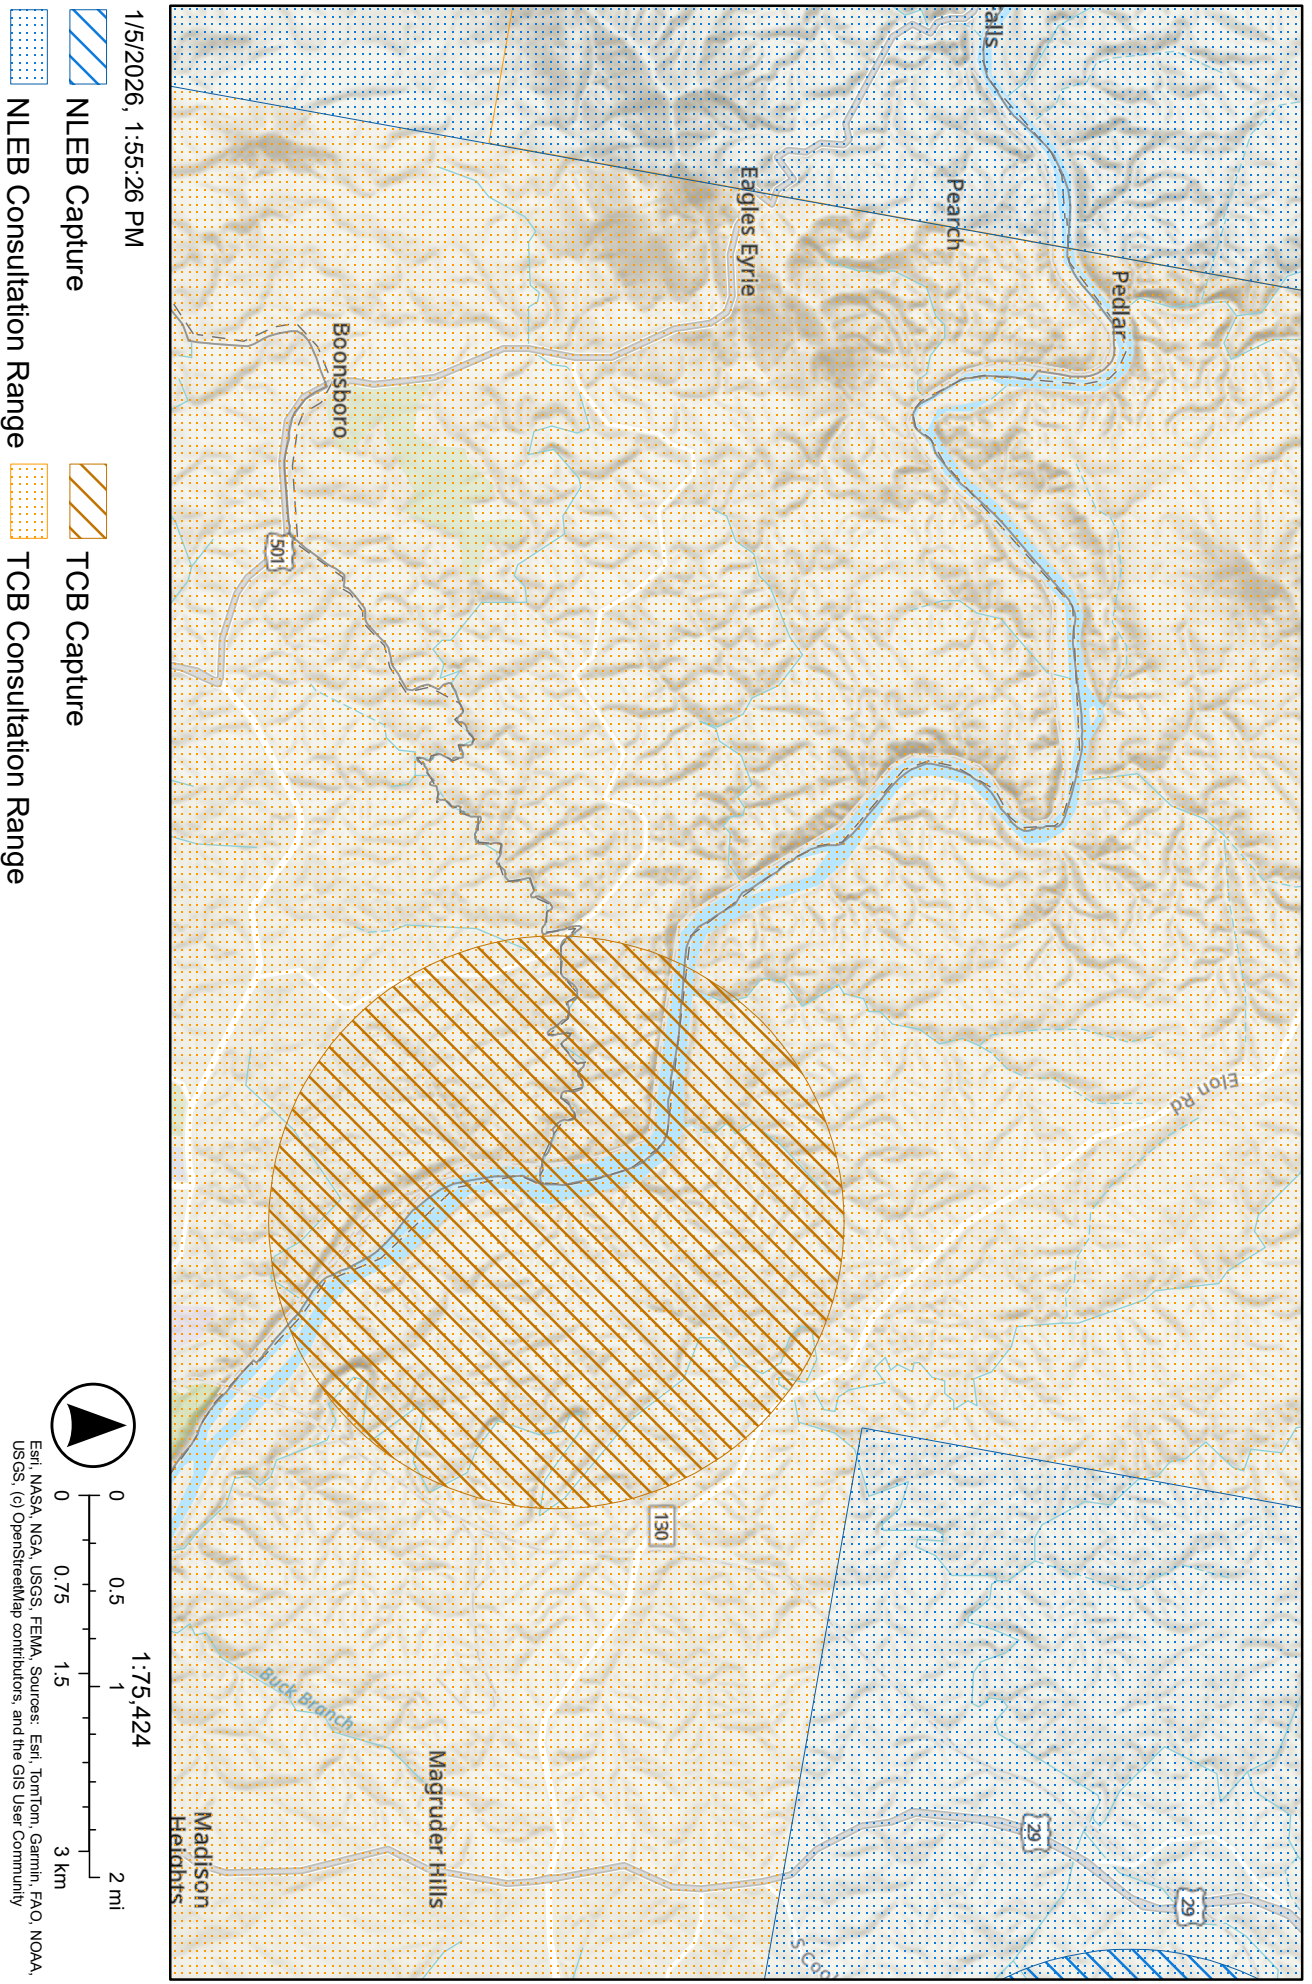 alls
Pearch
Pedlar
Eagles Eyrie
Boonsboro
501
Elon Rd
130
29
29
Buck Branch
Magruder Hills
Madison
Heights
S Coo
1/5/2026, 1:55:26 PM
NLEB Capture
NLEB Consultation Range
TCB Capture
TCB Consultation Range
1:75,424
0 0.5 1 2 mi
0 0.75 1.5 3 km
Esri, NASA, NGA, USGS, FEMA, Sources: Esri, TomTom, Garmin, FAO, NOAA,
USGS, (c) OpenStreetMap contributors, and the GIS User Community